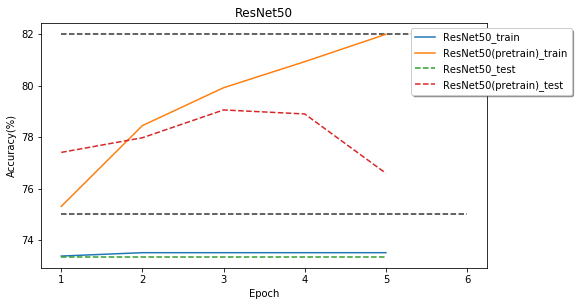 ResNet50
82
80
78
76
74
Accuracy(%)
1
2
3
4
5
6
Epoch
ResNet50_train
ResNet50(pretrain)_train
ResNet50_test
ResNet50(pretrain)_test